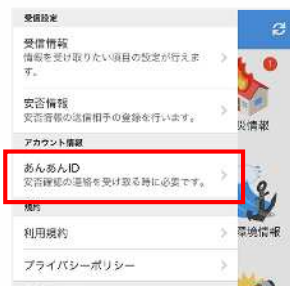 受信設定
受信情報
情報を受け取りたい項目の設定が行えま
す。
安否情報
安否情報の送信相手の登録を行います。
災情報
アカウント情報
あんあんID
安否確認の連絡を受け取る時に必要です。
規約
利用規約
環境情報
プライバシーポリシー